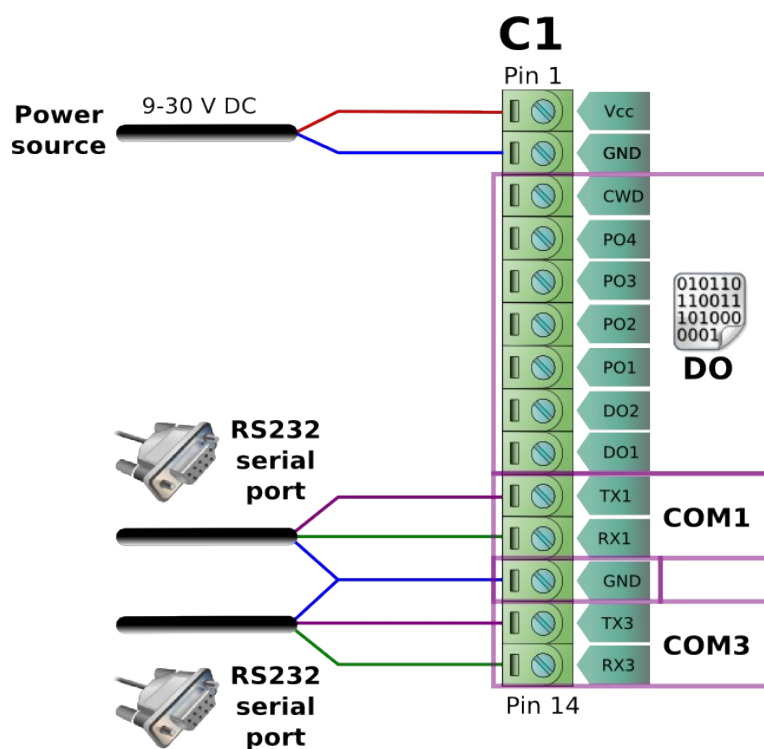 C1
Pin 1
9-30 V DC
Power
source
Vcc
GND
CWD
PO4
PO3
PO2
PO1
DO2
DO1
010110
110011
101000
0001
DO
RS232
serial
port
TX1
RX1
COM1
GND
TX3
RX3
COM3
RS232
serial
port
Pin 14